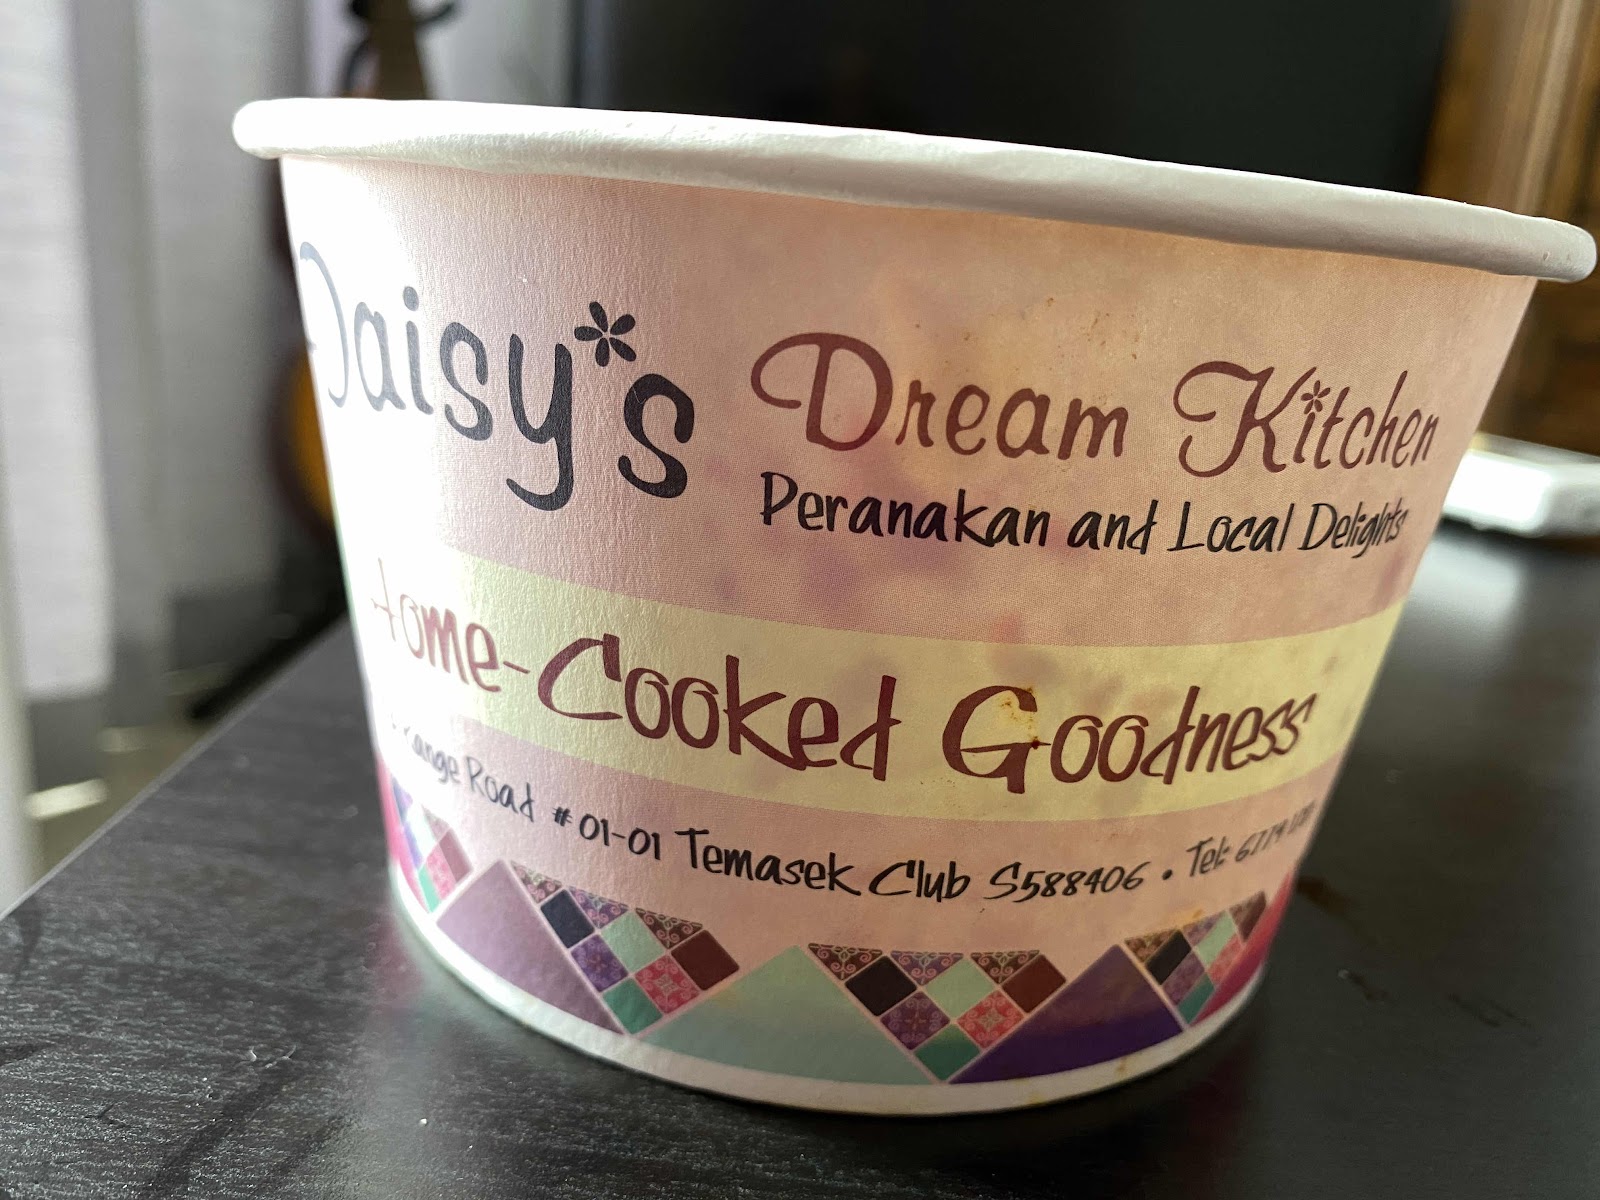 Daisy's Dream Kitchen
Peranakan and Local Delights
Home-Cooked Goodness
Road #01-01 Temasek Club S588406 • Tel: